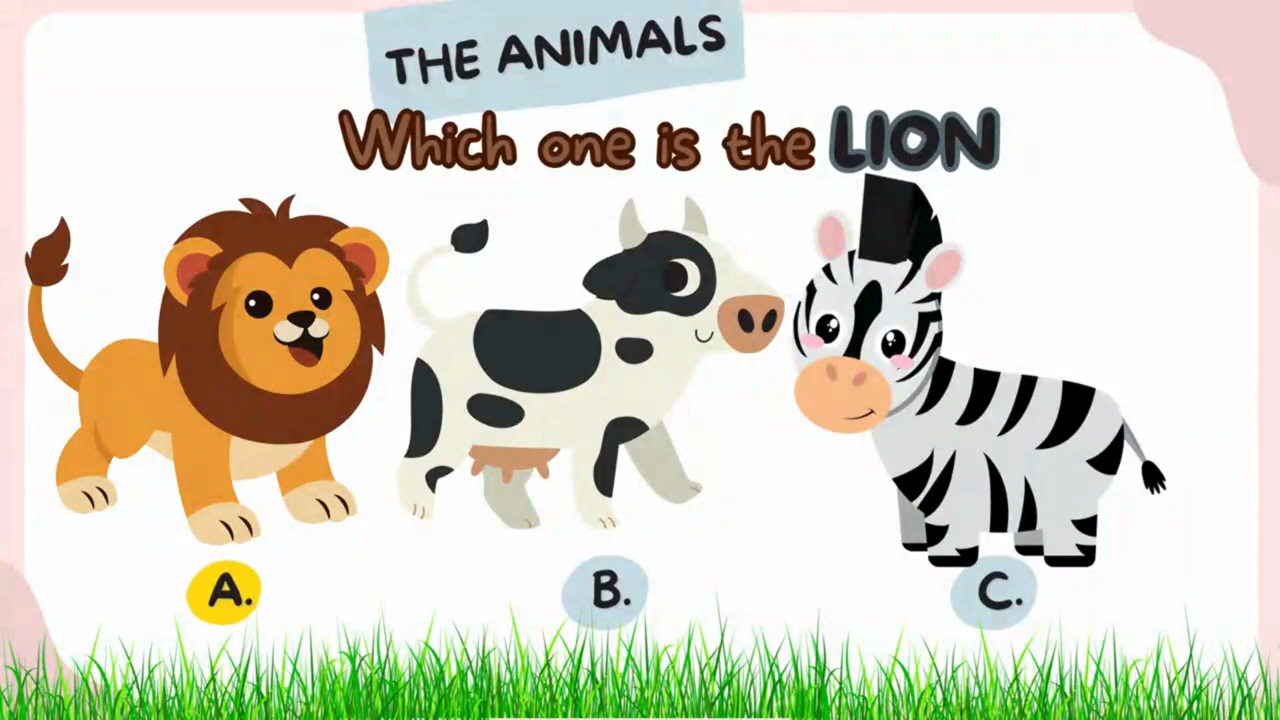 THE ANIMALS
Which one is the LION
A.
B.
C.